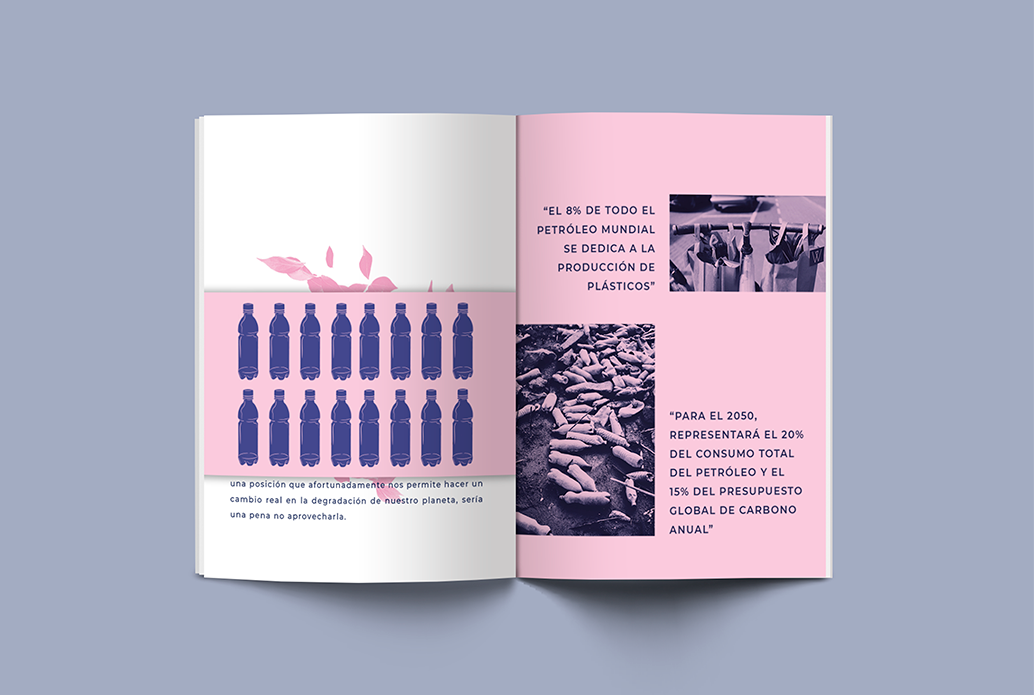 una posición que afortunadamente nos permite hacer un
cambio real en la degradación de nuestro planeta, sería
una pena no aprovecharla.
“EL 8% DE TODO EL
PETRÓLEO MUNDIAL
SE DEDICA A LA
PRODUCCIÓN DE
PLÁSTICOS”
“PARA EL 2050,
REPRESENTARÁ EL 20%
DEL CONSUMO TOTAL
DEL PETRÓLEO Y EL
15% DEL PRESUPUESTO
GLOBAL DE CARBONO
ANUAL”